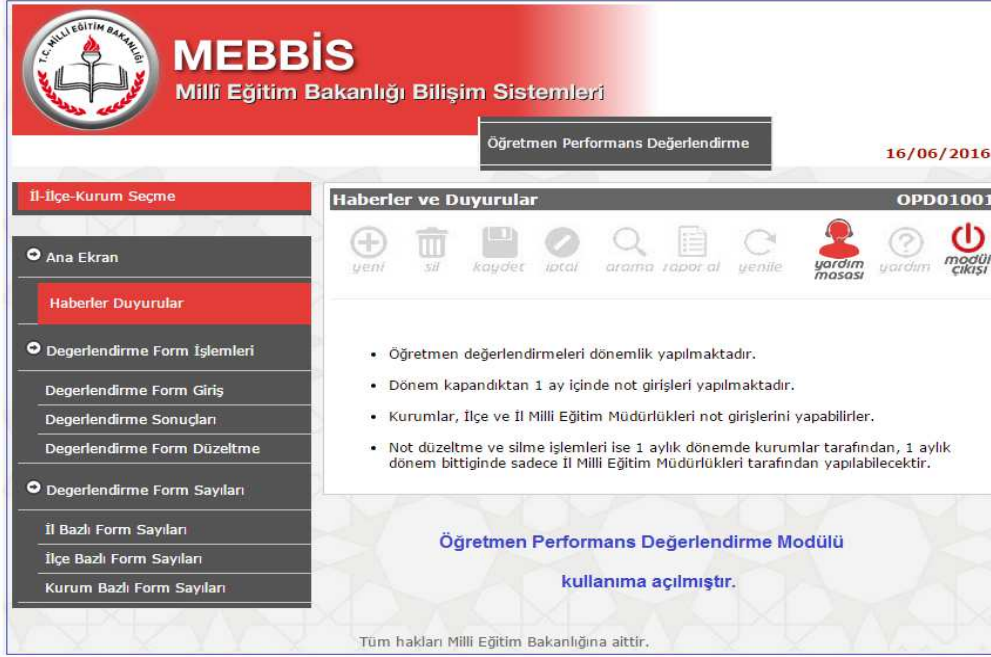 T.C. MİLLİ EĞİTİM BAKANLIĞI
MEBBİS
Millî Eğitim Bakanlığı Bilişim Sistemleri
Öğretmen Performans Değerlendirme
16/06/2016
İl-İlçe-Kurum Seçme
Ana Ekran
Haberler Duyurular
Degerlendirme Form İşlemleri
Degerlendirme Form Giriş
Degerlendirme Sonuçları
Degerlendirme Form Düzeltme
Degerlendirme Form Sayıları
İl Bazlı Form Sayıları
İlçe Bazlı Form Sayıları
Kurum Bazlı Form Sayıları
Haberler ve Duyurular OPD01001
yeni sil kaydet iptal arama rapor al yenile yardım masası yardım modül çıkışı
• Öğretmen değerlendirmeleri dönemlik yapılmaktadır.
• Dönem kapandıktan 1 ay içinde not girişleri yapılmaktadır.
• Kurumlar, İlçe ve İl Milli Eğitim Müdürlükleri not girişlerini yapabilirler.
• Not düzeltme ve silme işlemleri ise 1 aylık dönemde kurumlar tarafından, 1 aylık
dönem bittiginde sadece İl Milli Eğitim Müdürlükleri tarafından yapılabilecektir.
Öğretmen Performans Değerlendirme Modülü
kullanıma açılmıştır.
Tüm hakları Milli Eğitim Bakanlığına aittir.